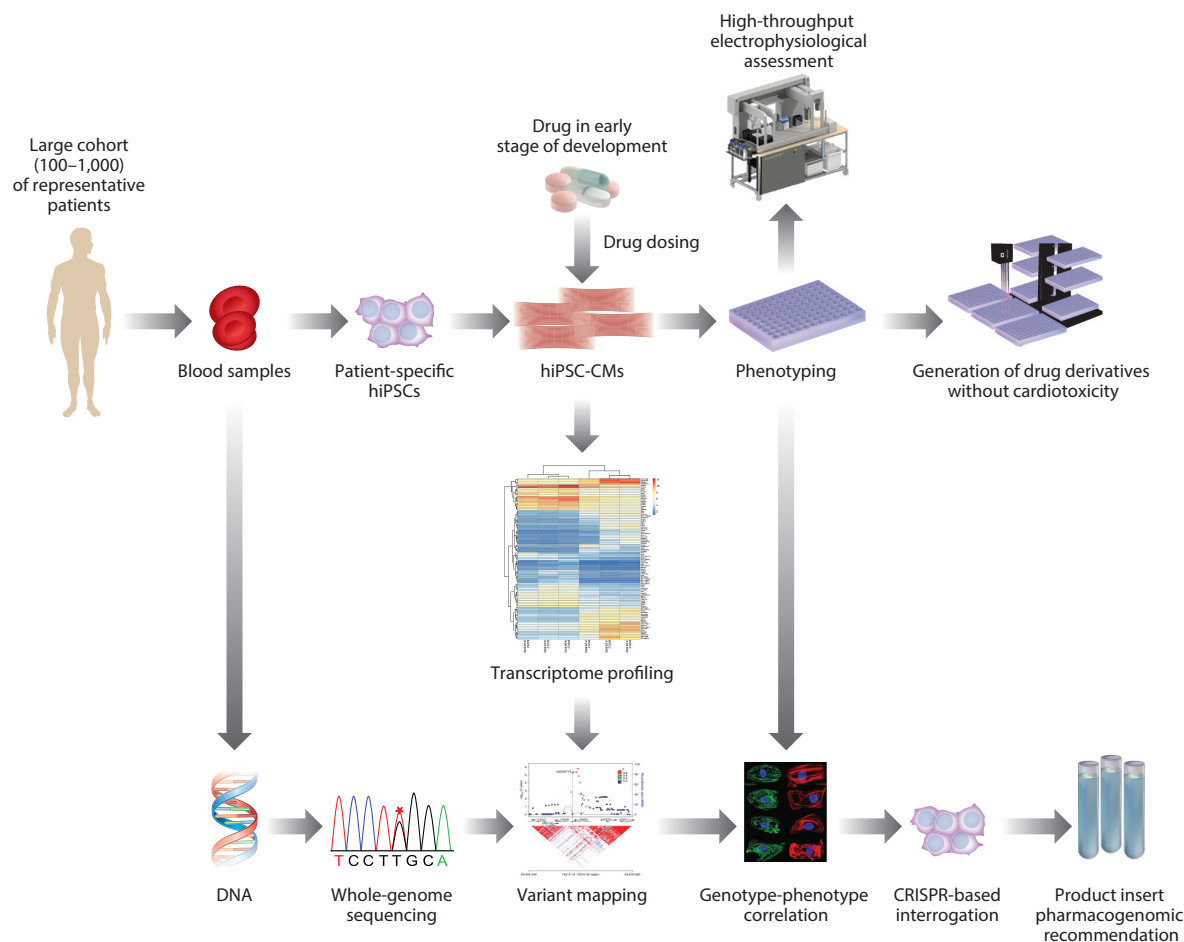 High-throughput
electrophysiological
assessment
Drug in early
stage of development
Large cohort
(100–1,000)
of representative
patients
Drug dosing
Blood samples
Patient-specific
hiPSCs
hiPSC-CMs
Phenotyping
Generation of drug derivatives
without cardiotoxicity
Transcriptome profiling
TCCTTGCA
DNA
Whole-genome
sequencing
Variant mapping
Genotype-phenotype
correlation
CRISPR-based
interrogation
Product insert
pharmacogenomic
recommendation